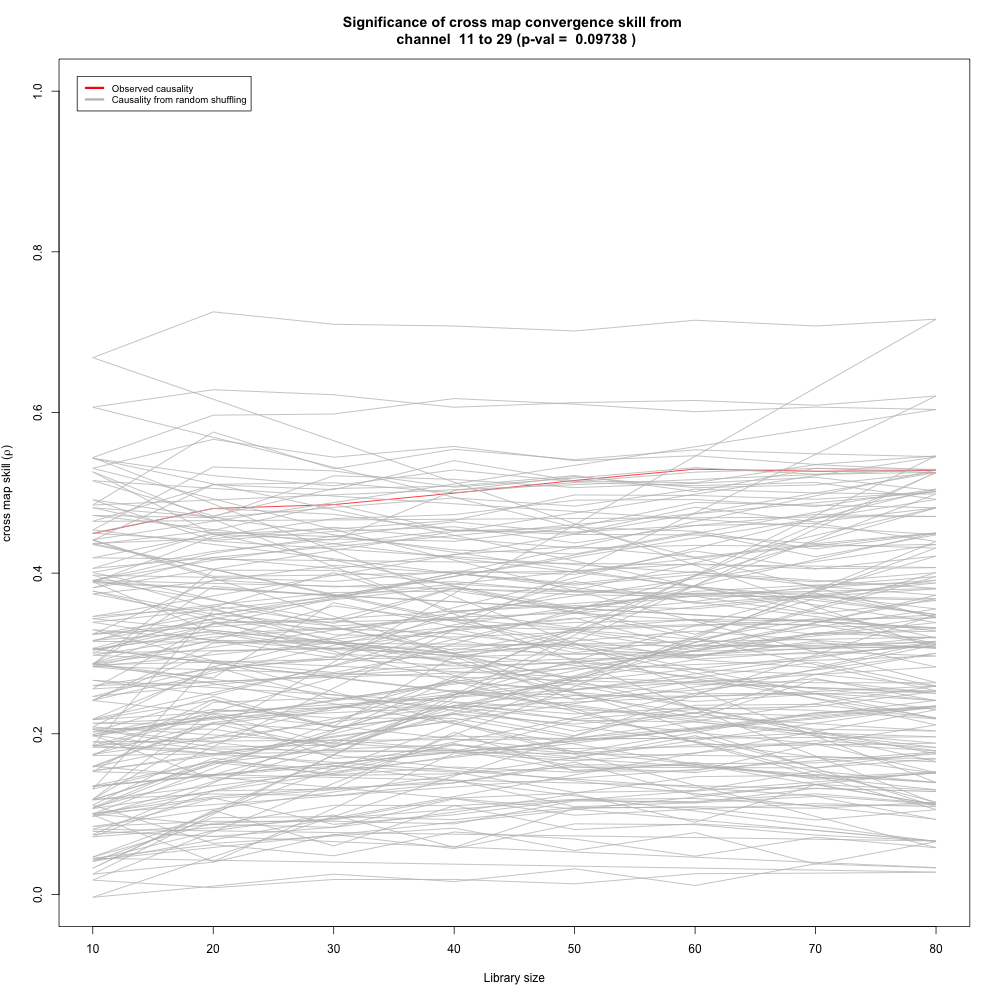 Significance of cross map convergence skill from
channel  11 to 29 (p-val =  0.09738 )
Observed causality
Causality from random shuffling
1.0
0.8
0.6
0.4
0.2
0.0
cross map skill (ρ)
10 20 30 40 50 60 70 80
Library size